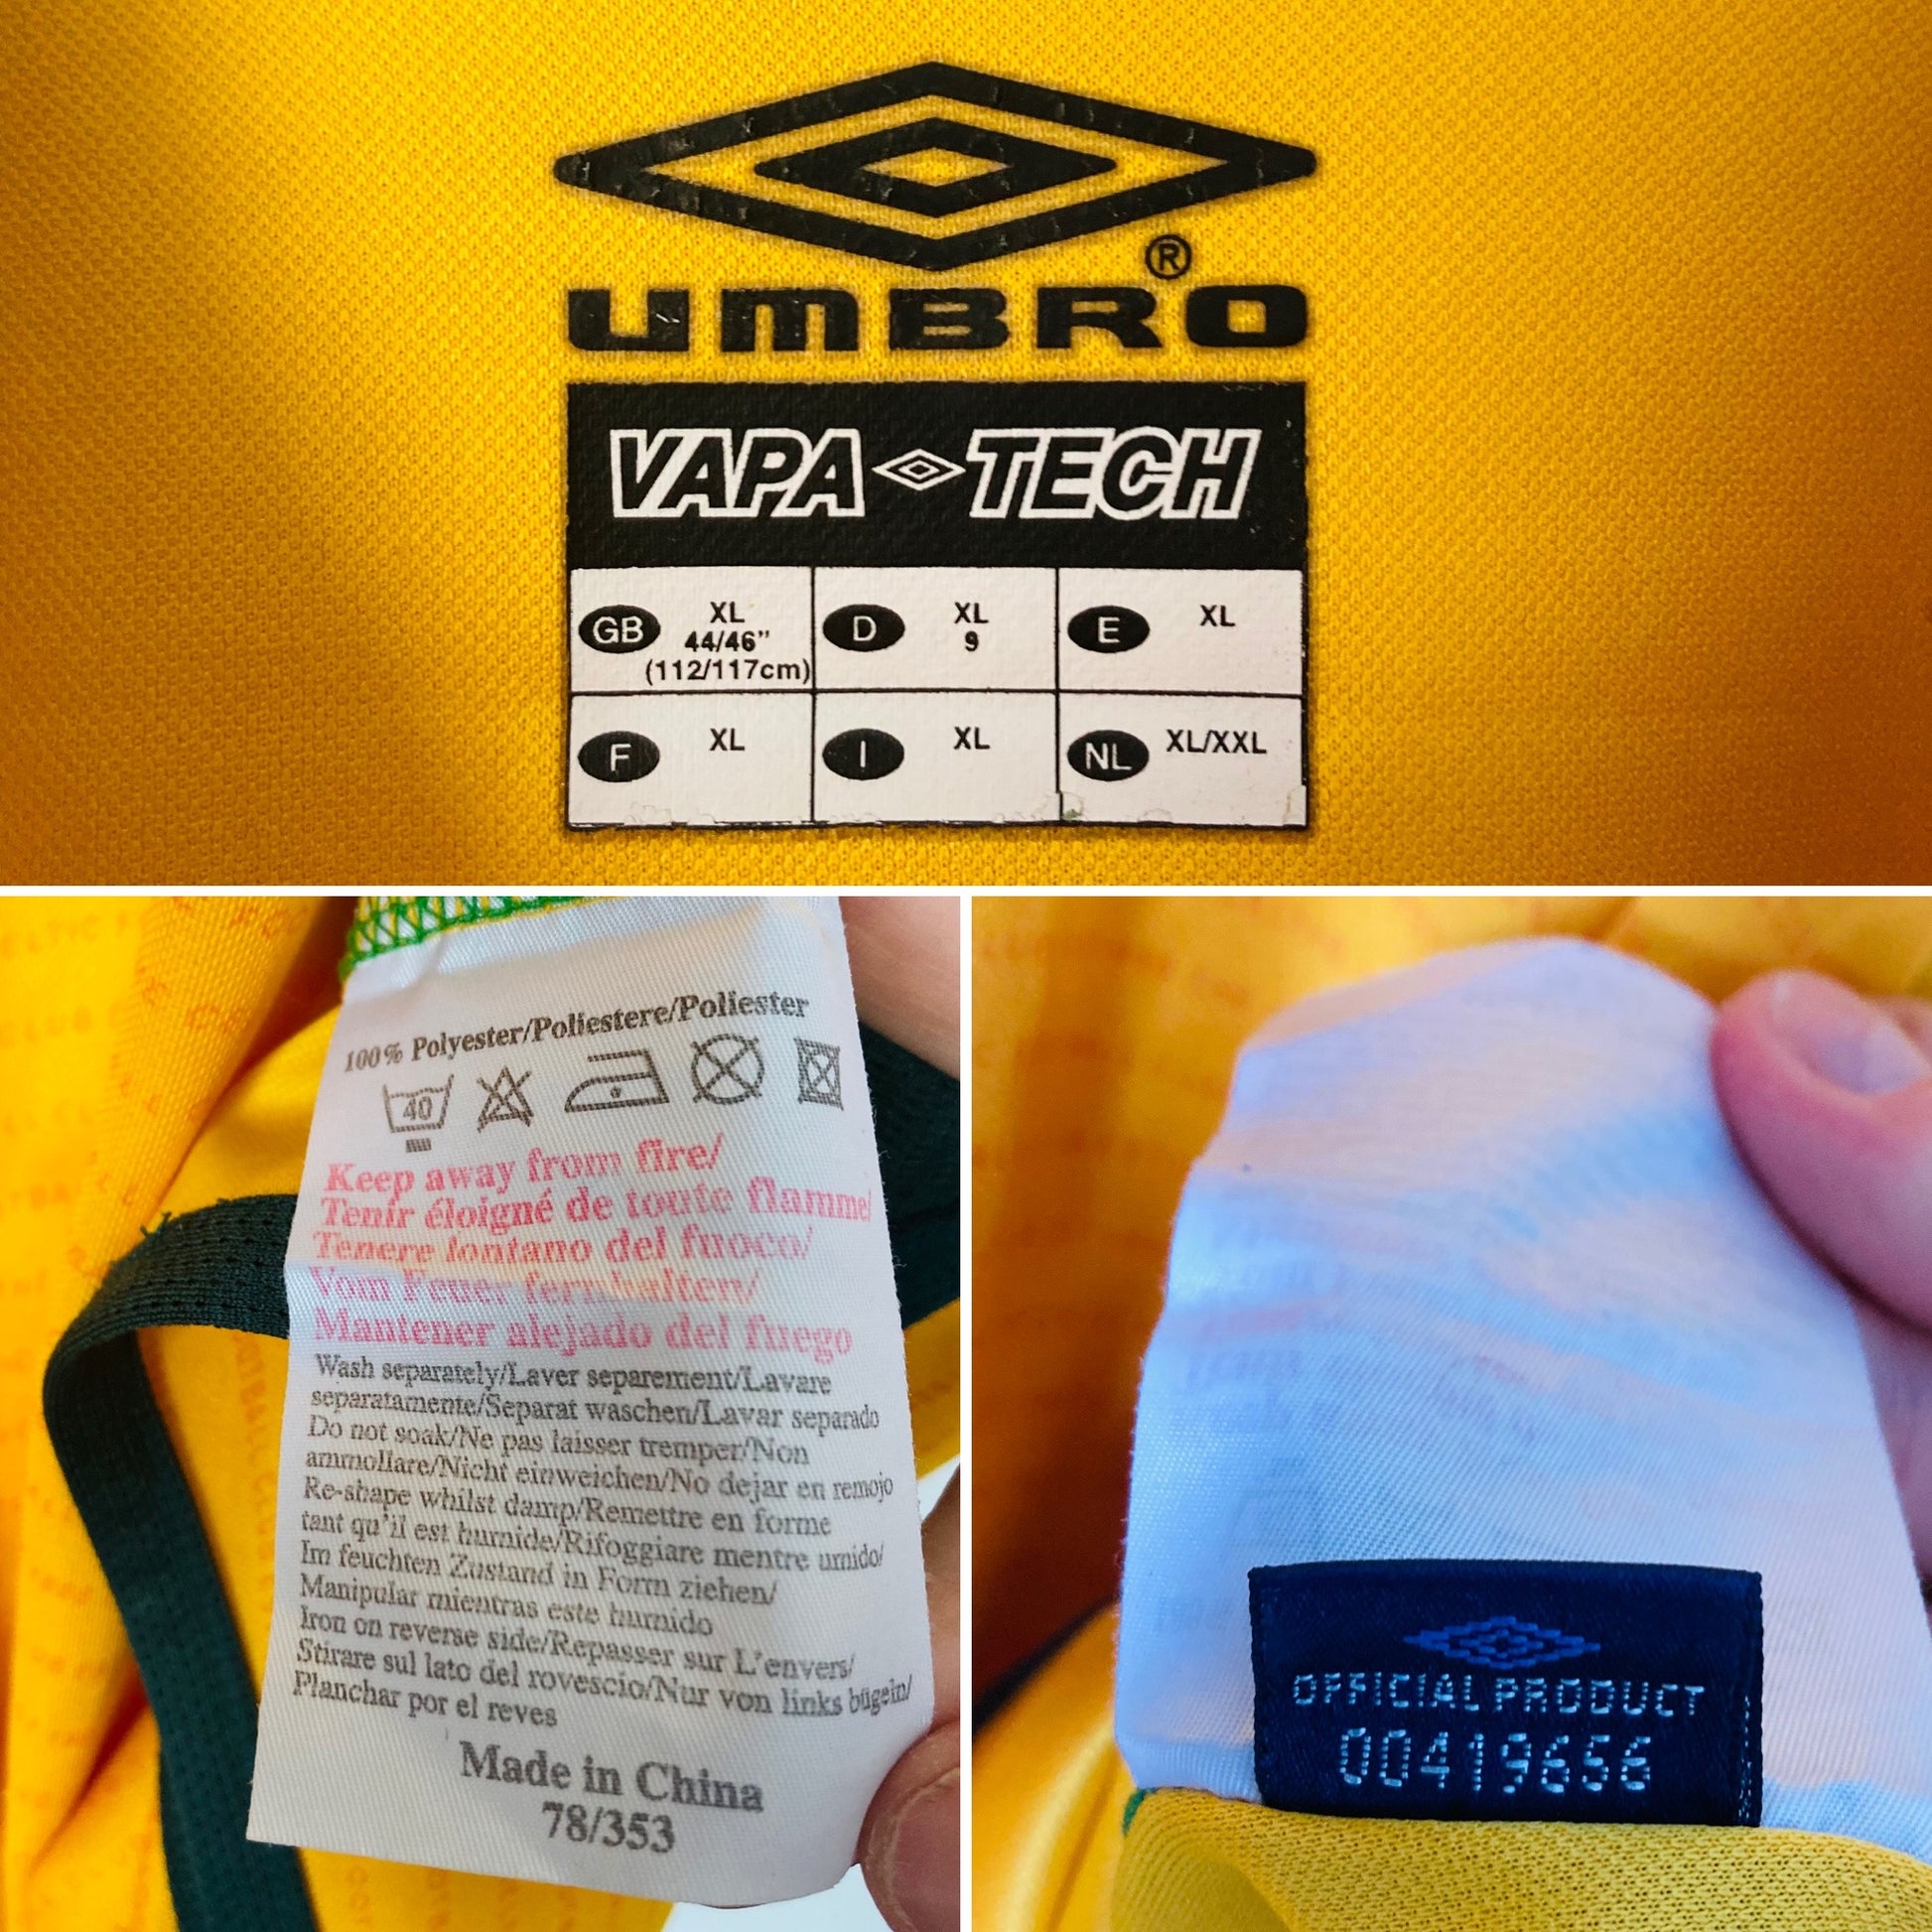 ®
UMBRO
VAPA TECH
GB XL
44/46"
(112/117cm)
D XL
9
E XL
F XL
I XL
NL XL/XXL
100% Polyester/Poliestere/Poliester
40
Keep away from fire/
Tenir éloigné de toute flamme/
Tenere lontano del fuoco/
Vom Feuer fernhalten/
Mantener alejado del fuego
Wash separately/Laver separement/Lavare
separatamente/Separat waschen/Lavar separado
Do not soak/Ne pas laisser tremper/Non
ammollare/Nicht einweichen/No dejar en remojo
Re-shape whilst damp/Remettre en forme
tant qu'il est humide/Rifoggiare mentre umido/
Im feuchten Zustand in Form ziehen/
Manipular mientras este humido
Iron on reverse side/Repasser sur L'envers/
Stirare sul lato del rovescio/Nur von links bügeln/
Planchar por el reves
Made in China
78/353
OFFICIAL PRODUCT
00419656